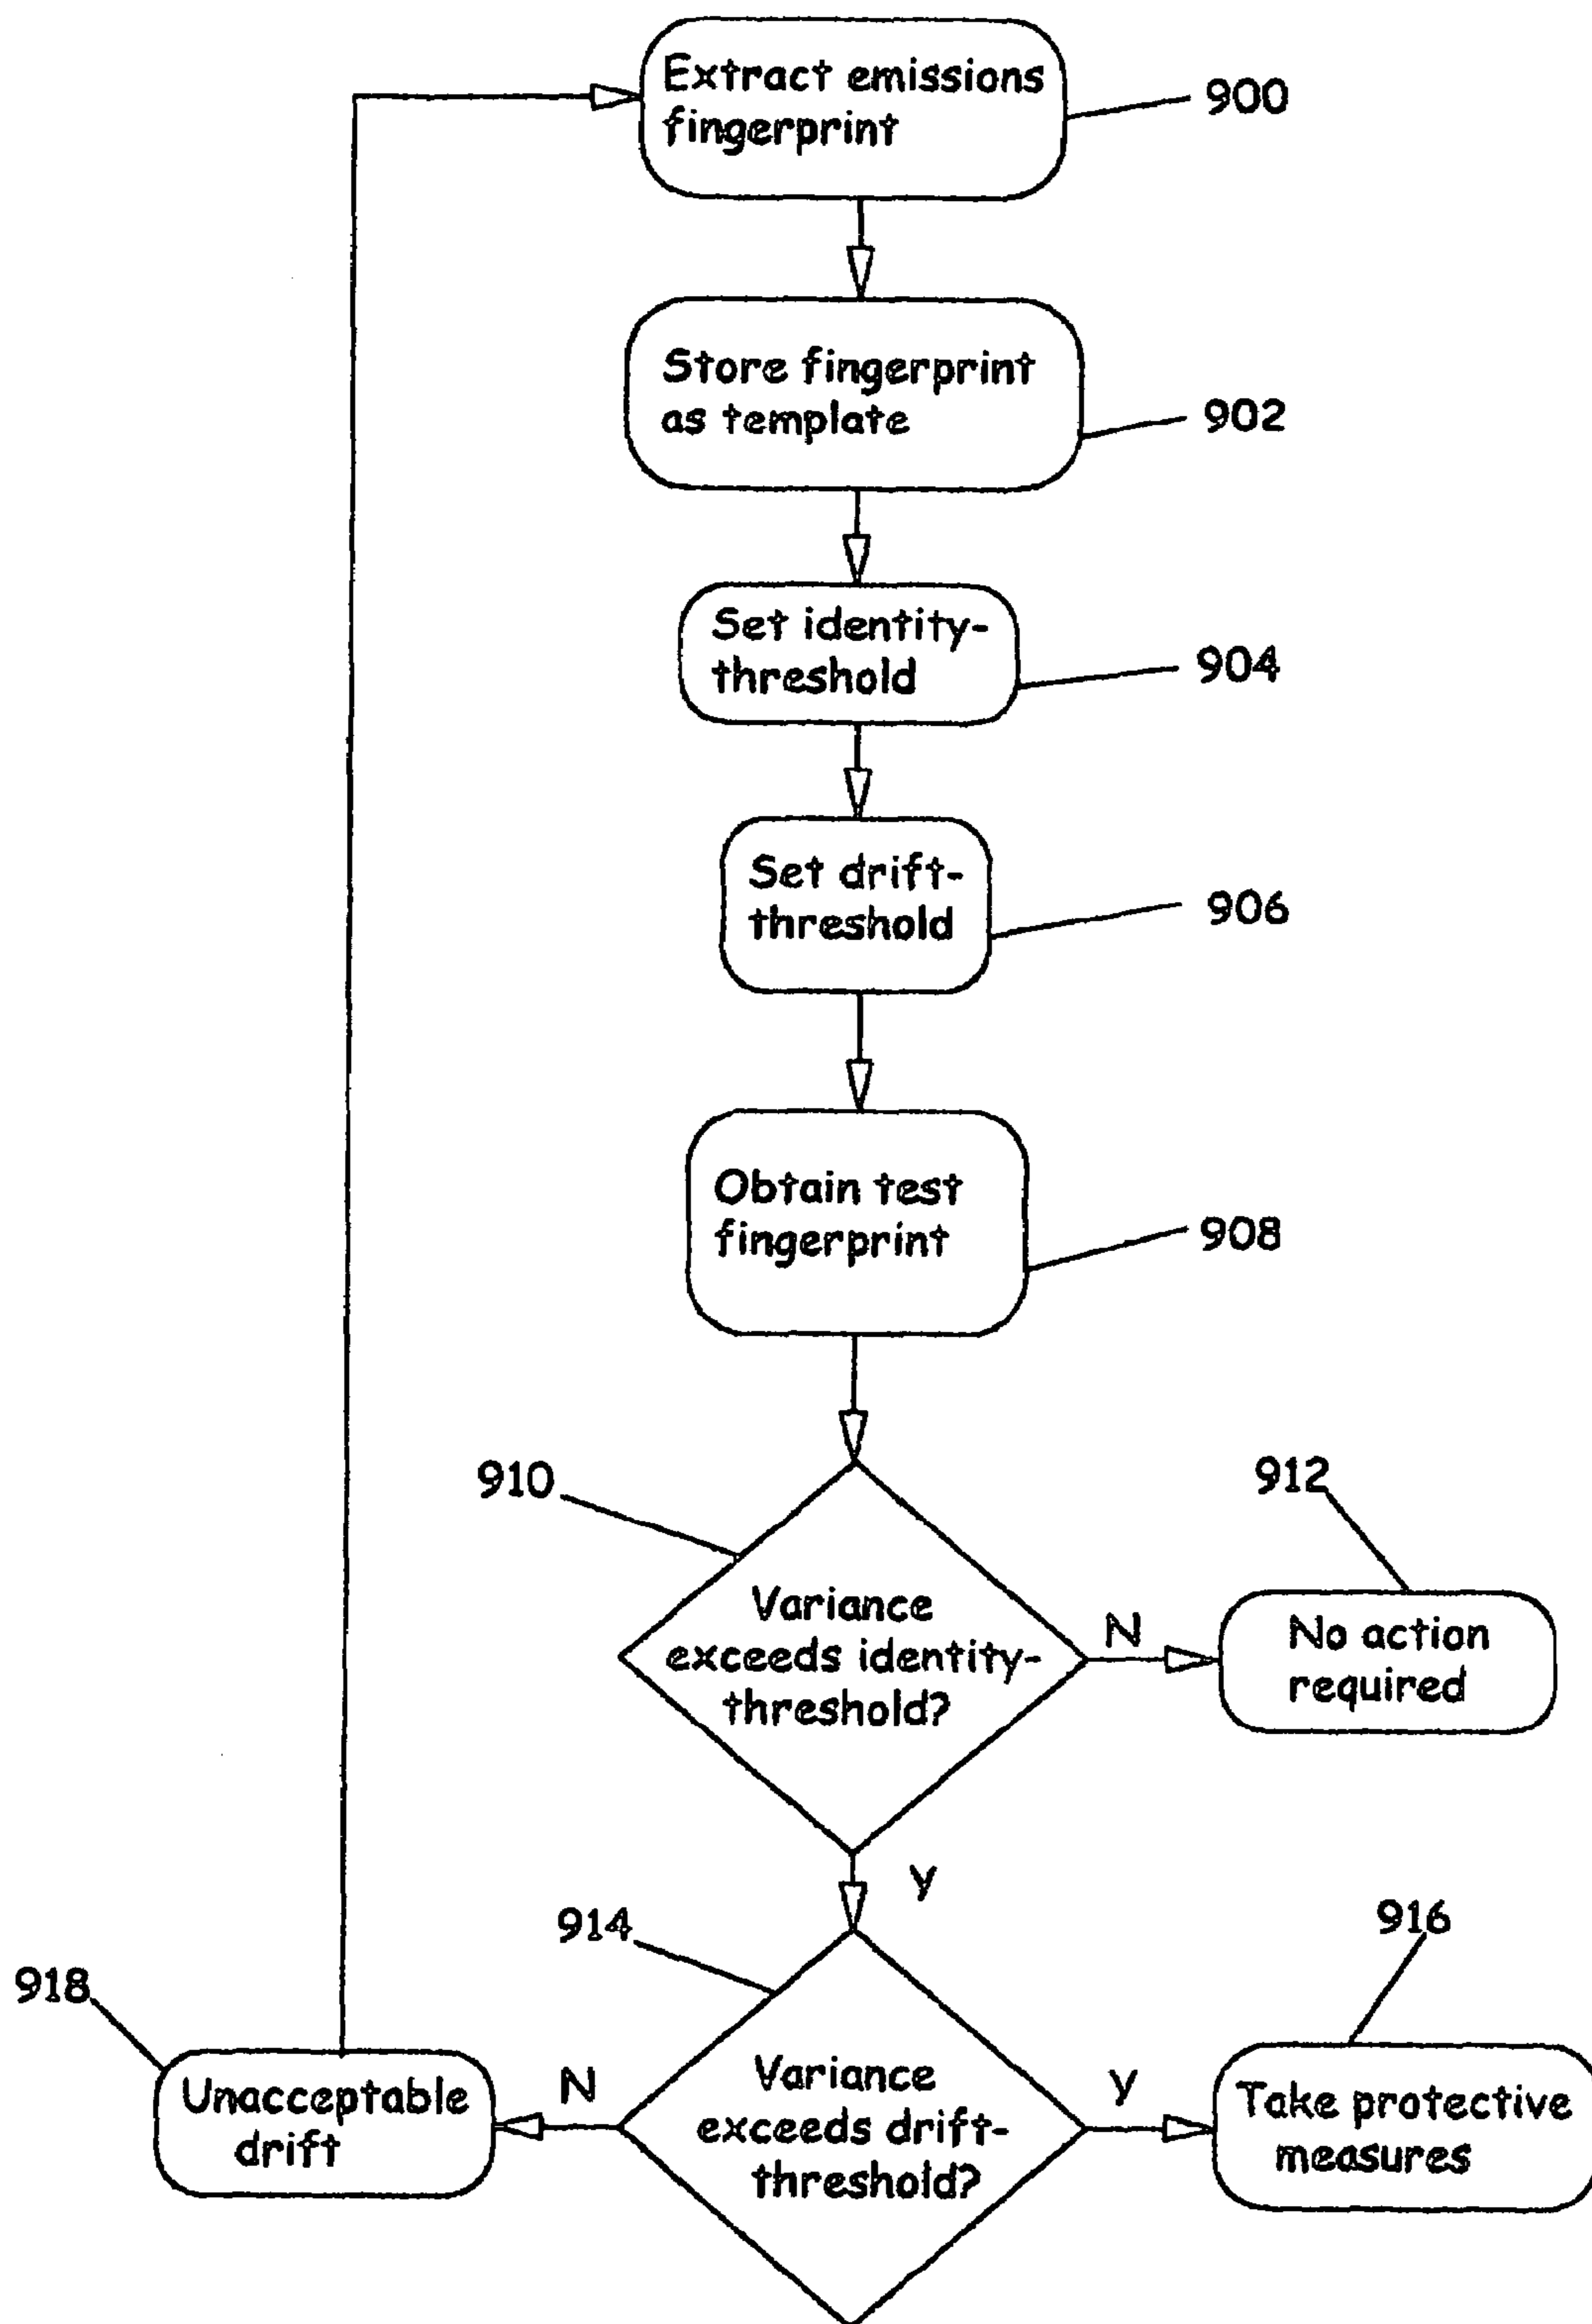 Extract emissions
fingerprint
900
Store fingerprint
as template
902
Set identity-
threshold
904
Set drift-
threshold
906
Obtain test
fingerprint
908
910
Variance
exceeds identity-
threshold?
N
912
No action
required
y
914
Variance
exceeds drift-
threshold?
y
916
Take protective
measures
N
918
Unacceptable
drift